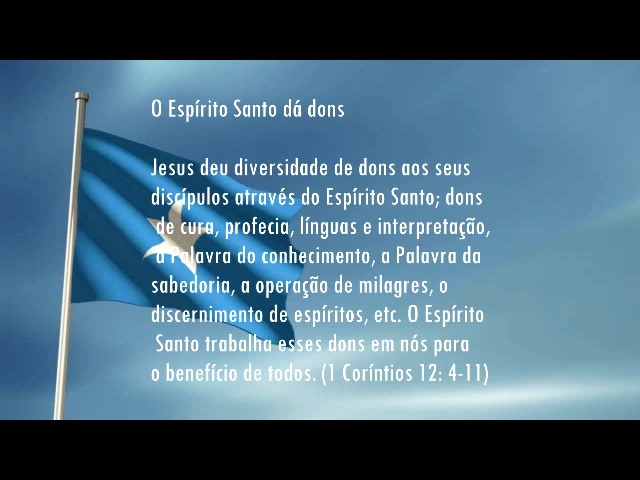 O Espírito Santo dá dons
Jesus deu diversidade de dons aos seus
discípulos através do Espírito Santo; dons
de cura, profecia, línguas e interpretação,
a Palavra do conhecimento, a Palavra da
sabedoria, a operação de milagres, o
discernimento de espíritos, etc. O Espírito
Santo trabalha esses dons em nós para
o benefício de todos. (1 Coríntios 12: 4-11)